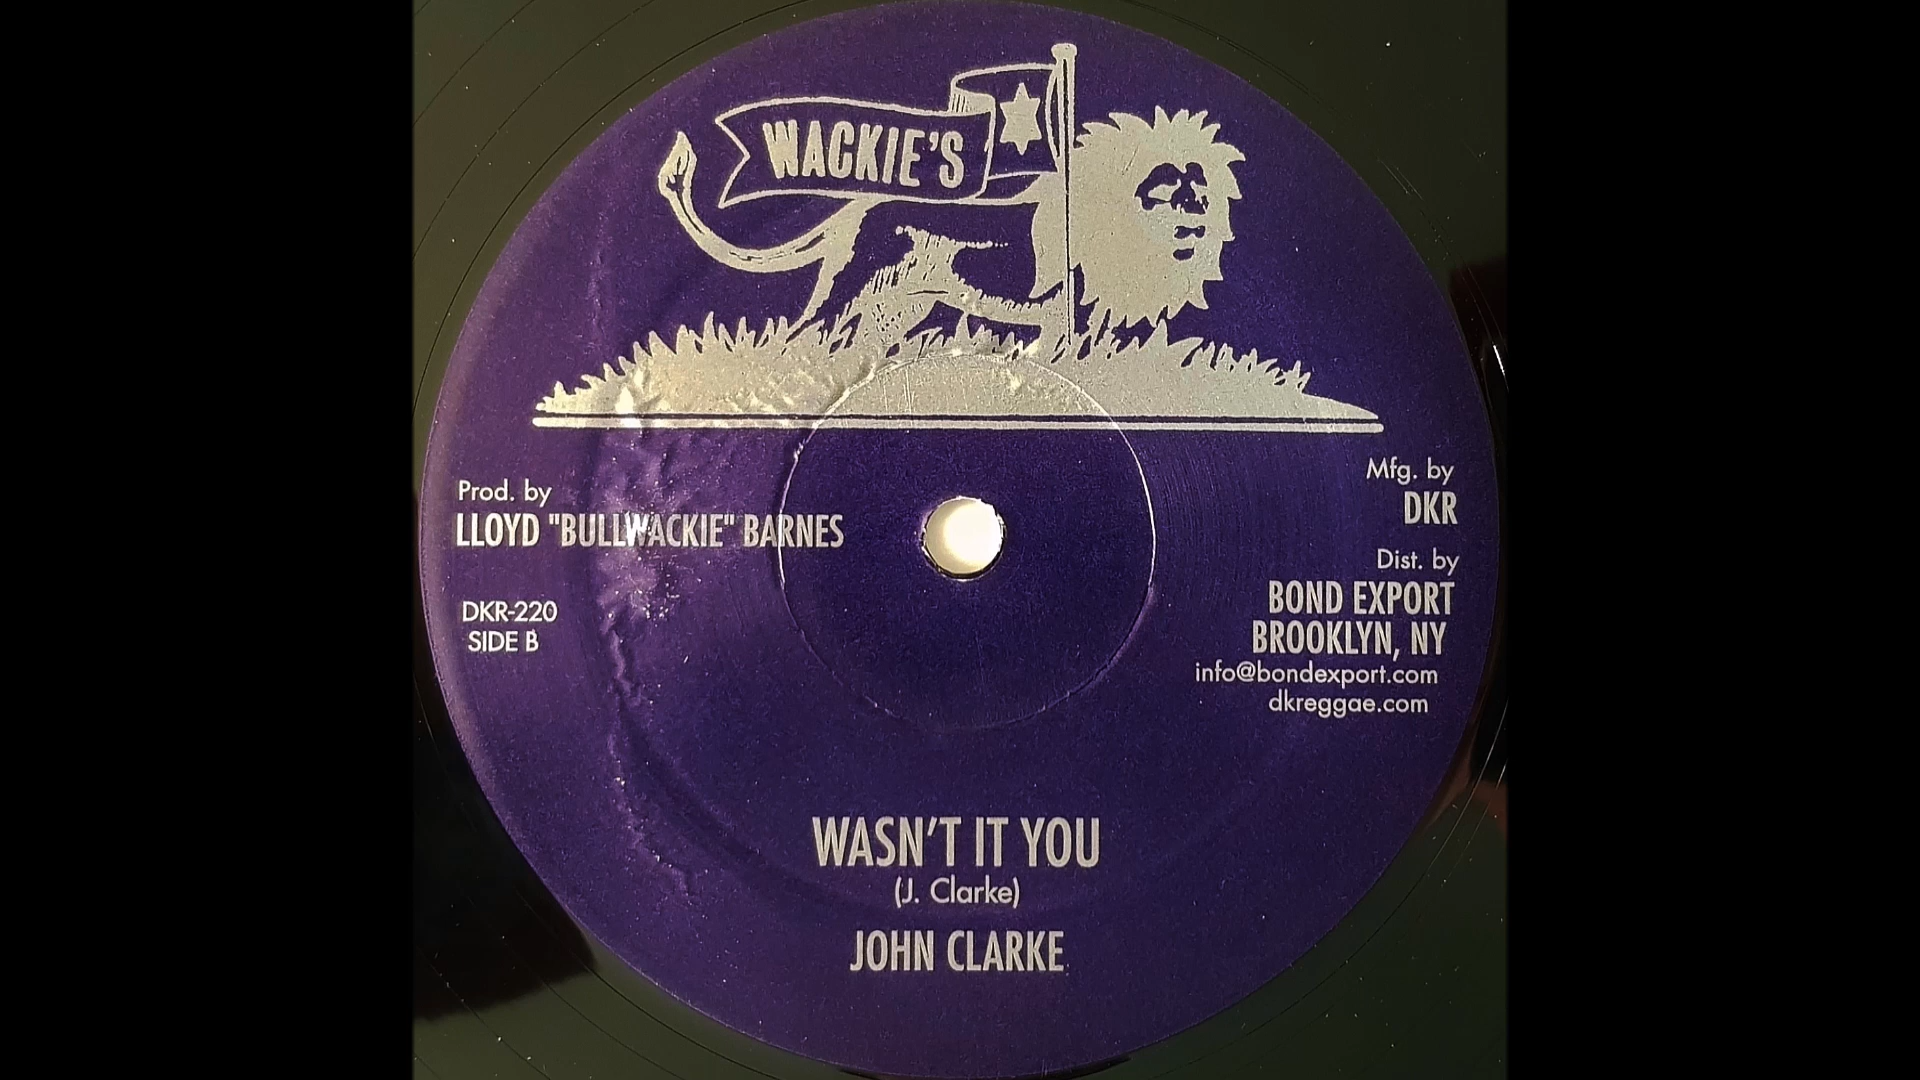 WACKIE'S
Prod. by
LLOYD "BULLWACKIE" BARNES
DKR-220
SIDE B
Mfg. by
DKR
Dist. by
BOND EXPORT
BROOKLYN, NY
info@bondexport.com
dkreggae.com
WASN'T IT YOU
(J. Clarke)
JOHN CLARKE